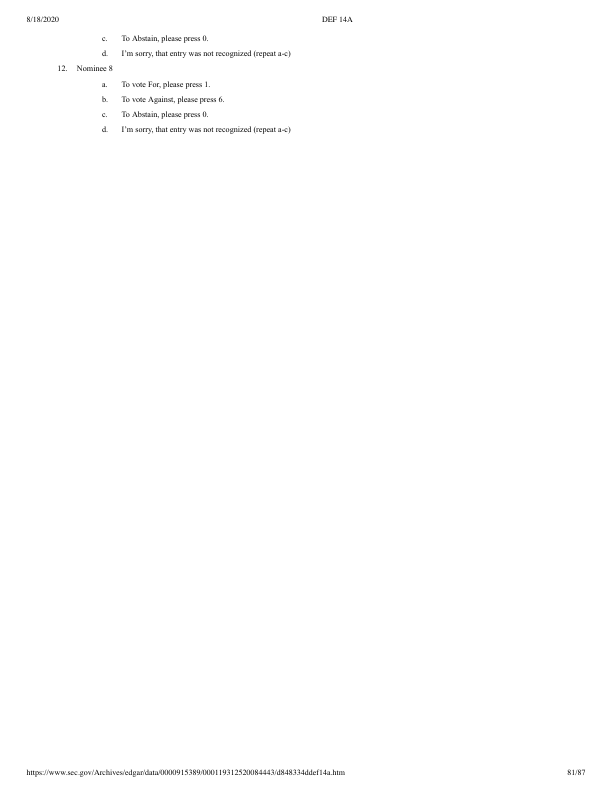 8/18/2020 DEF 14A
c. To Abstain, please press 0.
d. I’m sorry, that entry was not recognized (repeat a-c)
12. Nominee 8
a. To vote For, please press 1.
b. To vote Against, please press 6.
c. To Abstain, please press 0.
d. I’m sorry, that entry was not recognized (repeat a-c)
https://www.sec.gov/Archives/edgar/data/0000915389/000119312520084443/d848334ddef14a.htm 81/87